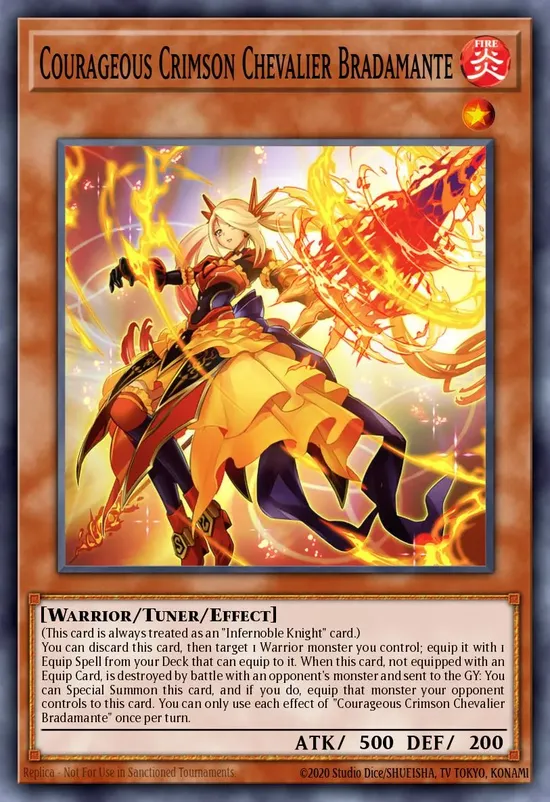 COURAGEOUS CRIMSON CHEVALIER BRADAMANTE
FIRE
炎
[WARRIOR/TUNER/EFFECT]
(This card is always treated as an "Infernoble Knight" card.)
You can discard this card, then target 1 Warrior monster you control; equip it with 1
Equip Spell from your Deck that can equip to it. When this card, not equipped with an
Equip Card, is destroyed by battle with an opponent's monster and sent to the GY: You
can Special Summon this card, and if you do, equip that monster your opponent
controls to this card. You can only use each effect of "Courageous Crimson Chevalier
Bradamante" once per turn.
ATK/ 500 DEF/ 200
Replica - Not For Use in Sanctioned Tournaments
©2020 Studio Dice/SHUEISHA, TV TOKYO, KONAMI